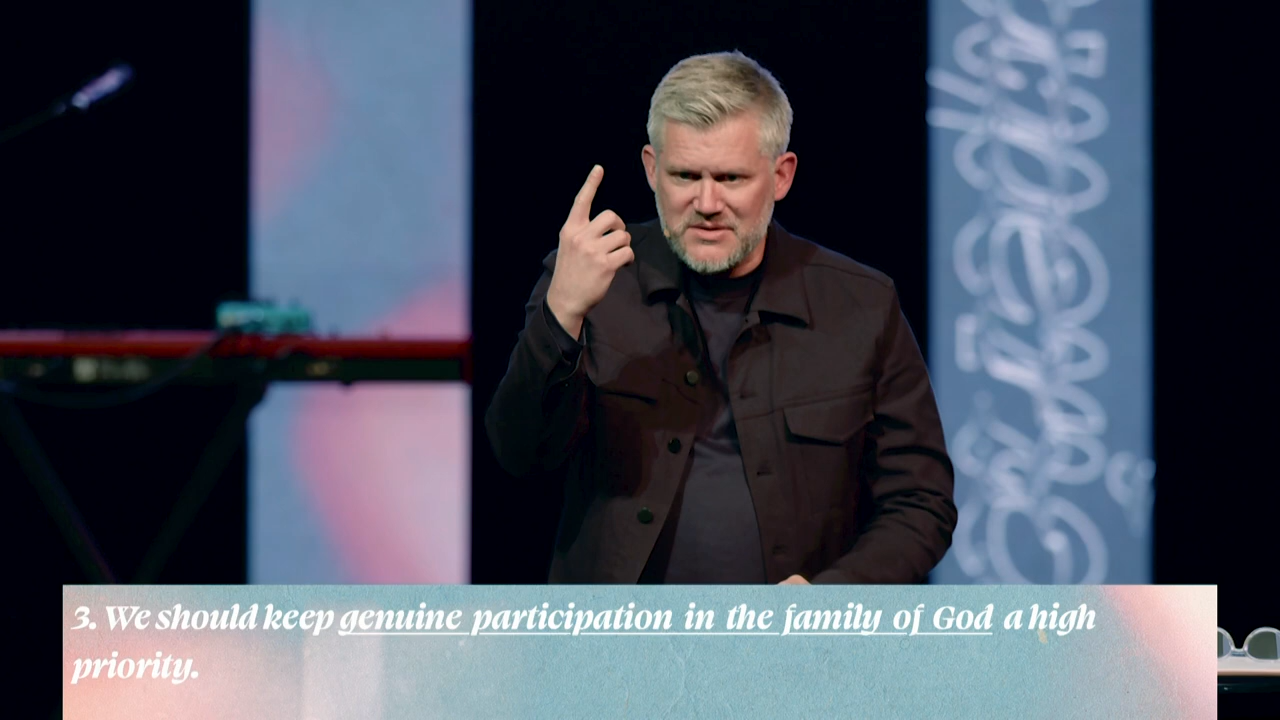 3. We should keep genuine participation in the family of God a high
priority.